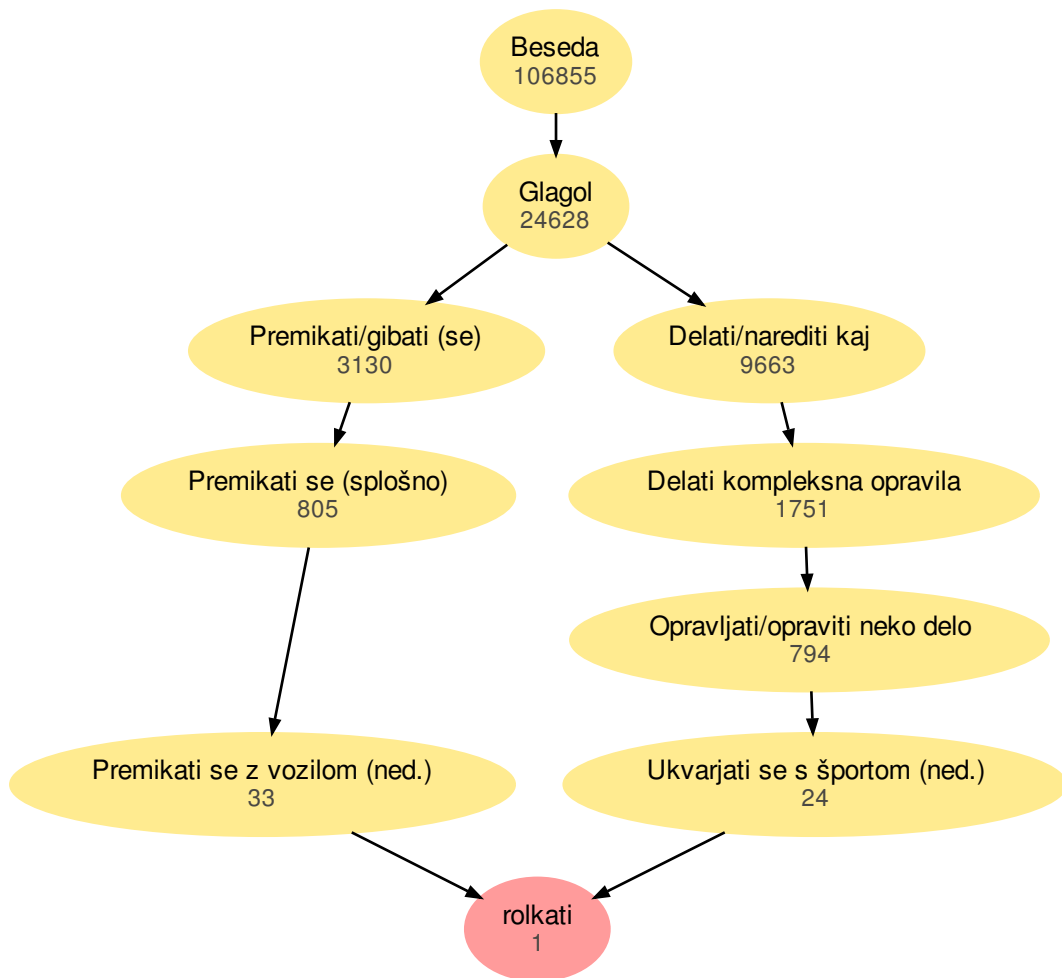 Beseda
106855
Glagol
24628
Premikati/gibati (se)
3130
Delati/narediti kaj
9663
Premikati se (splošno)
805
Delati kompleksna opravila
1751
Opravljati/opraviti neko delo
794
Premikati se z vozilom (ned.)
33
Ukvarjati se s športom (ned.)
24
rolkati
1